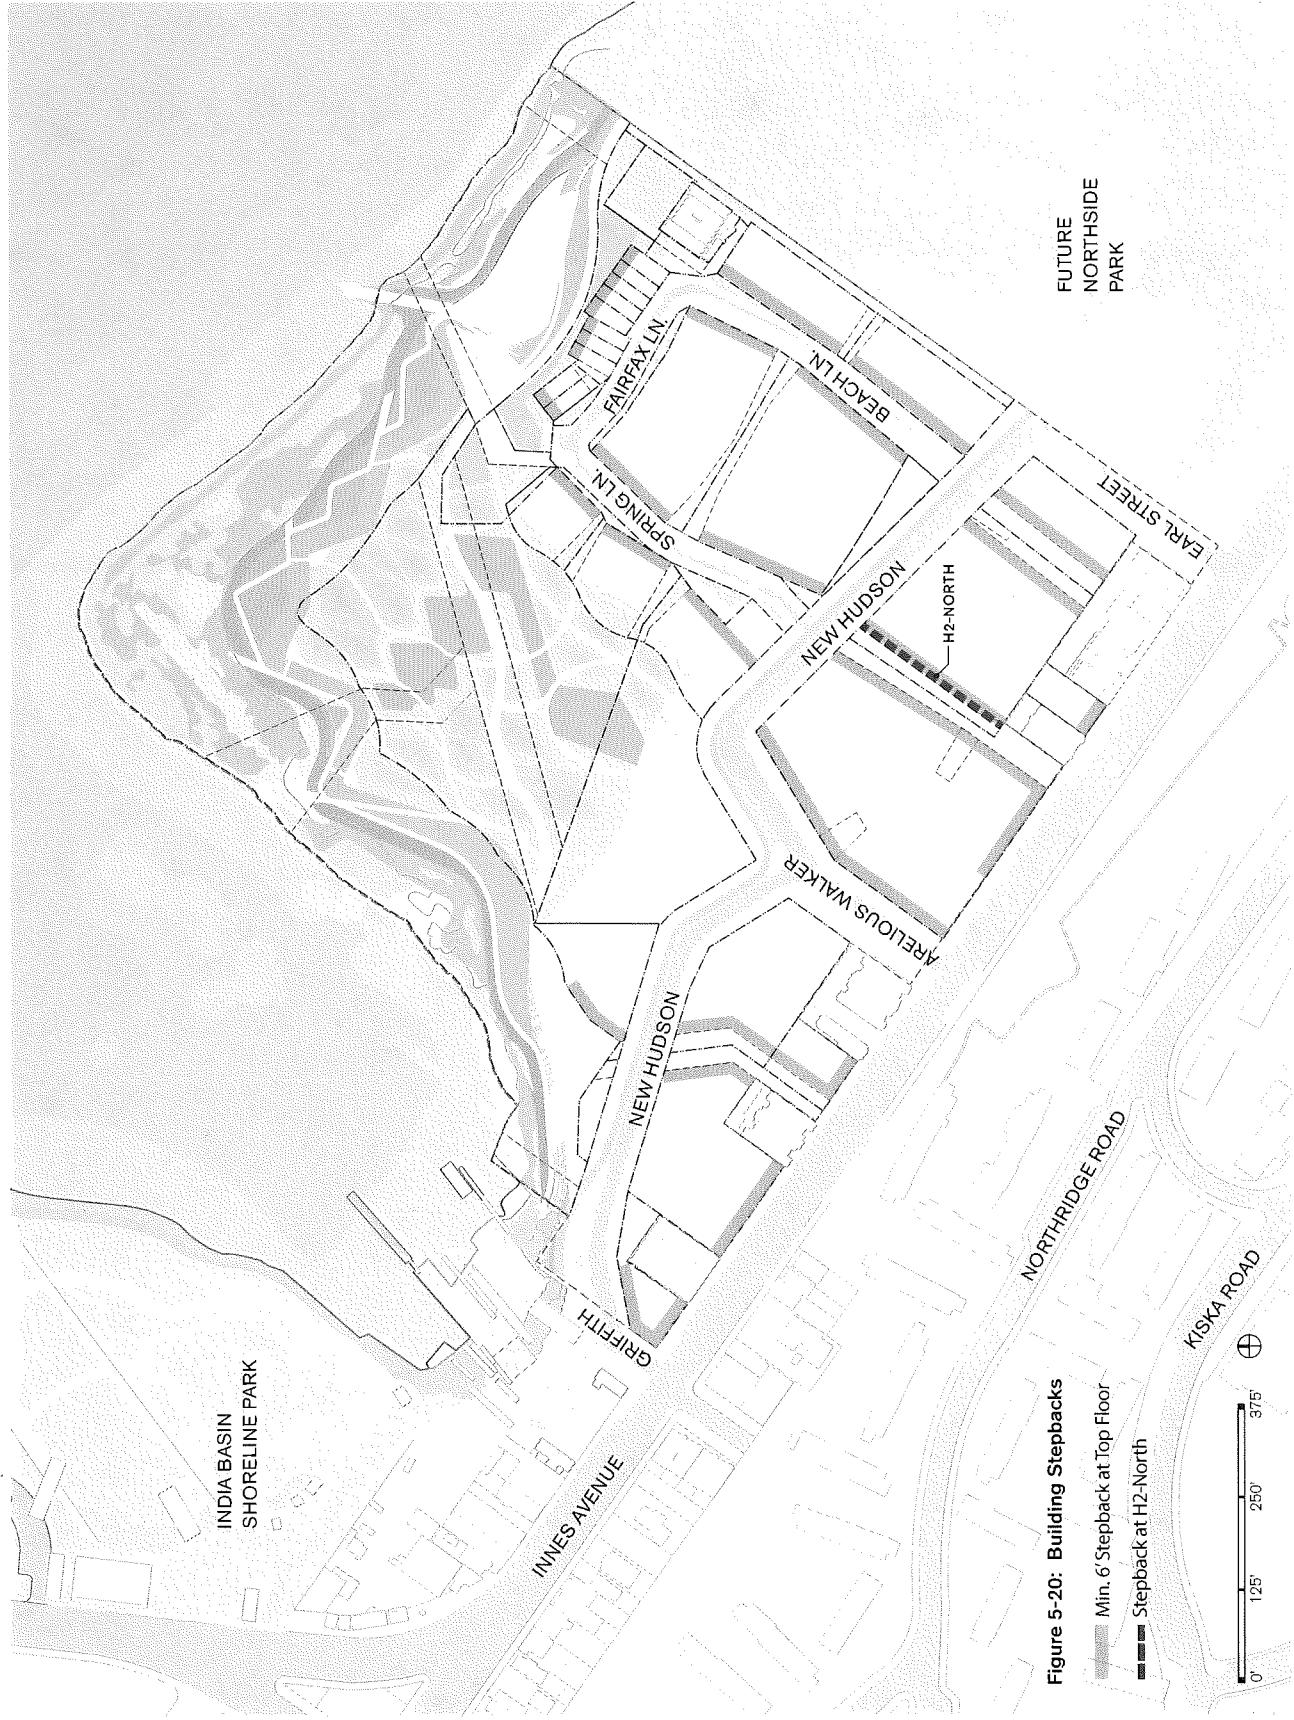 INDIA BASIN
SHORELINE PARK
INNES AVENUE
GRIFFITH
NEW HUDSON
ARELIOUS WALKER
NEW HUDSON
SPRING LN.
FAIRFAX LN.
BEACH LN.
H2-NORTH
EARL STREET
FUTURE
NORTHSIDE
PARK
NORTHRIDGE ROAD
KISKA ROAD
Figure 5-20: Building Stepbacks
Min. 6' Stepback at Top Floor
Stepback at H2-North
0' 125' 250' 375'